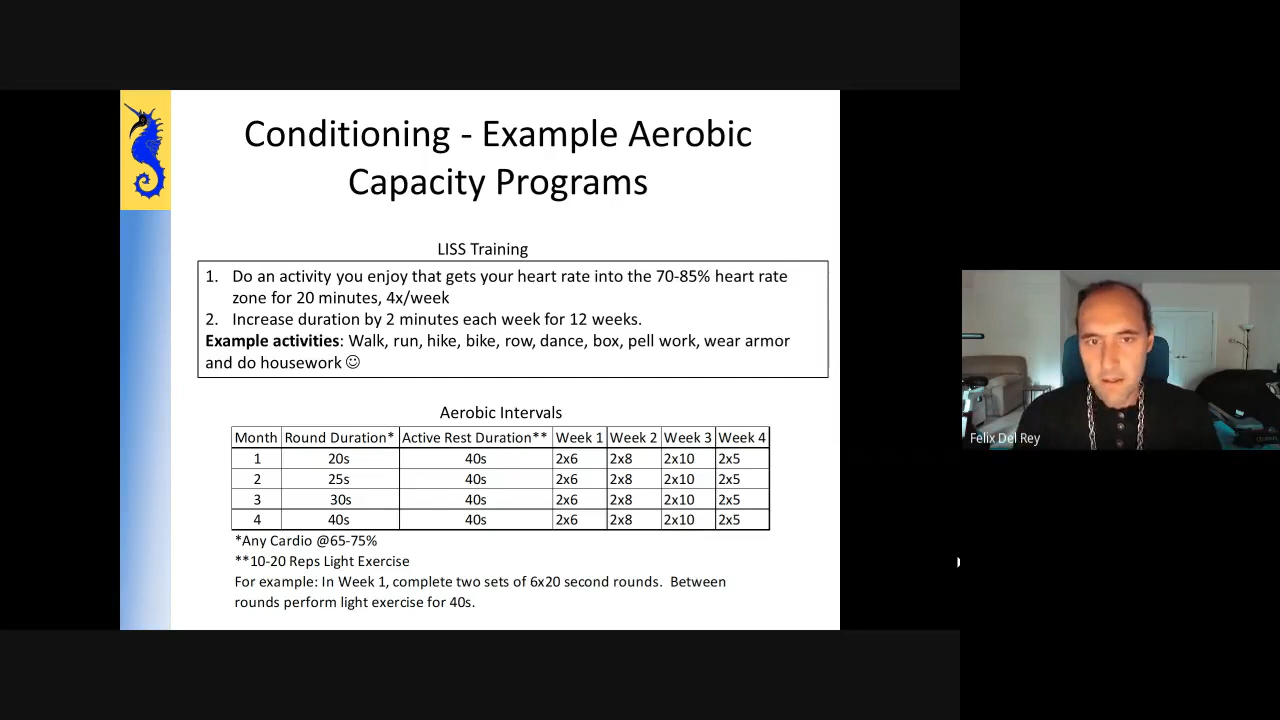 Conditioning - Example Aerobic
Capacity Programs
LISS Training
1. Do an activity you enjoy that gets your heart rate into the 70-85% heart rate
zone for 20 minutes, 4x/week
2. Increase duration by 2 minutes each week for 12 weeks.
Example activities: Walk, run, hike, bike, row, dance, box, pell work, wear armor
and do housework ☺
Aerobic Intervals
Month Round Duration* Active Rest Duration** Week 1 Week 2 Week 3 Week 4
1 20s 40s 2x6 2x8 2x10 2x5
2 25s 40s 2x6 2x8 2x10 2x5
3 30s 40s 2x6 2x8 2x10 2x5
4 40s 40s 2x6 2x8 2x10 2x5
*Any Cardio @65-75%
**10-20 Reps Light Exercise
For example: In Week 1, complete two sets of 6x20 second rounds. Between
rounds perform light exercise for 40s.
Felix Del Rey